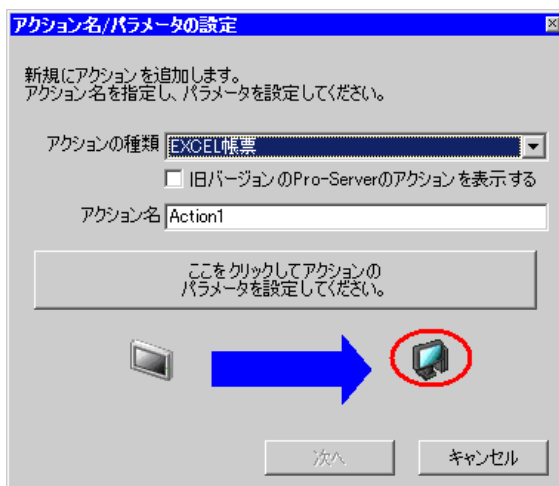 アクション名/パラメータの設定
新規にアクションを追加します。
アクション名を指定し、パラメータを設定してください。
アクションの種類 EXCEL帳票
旧バージョンのPro-Serverのアクションを表示する
アクション名 Action1
ここをクリックしてアクションの
パラメータを設定してください。
次へ キャンセル